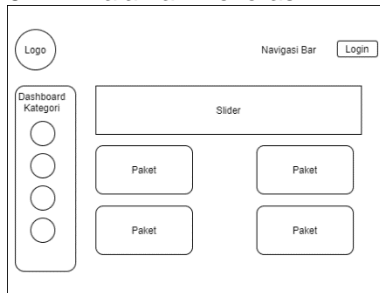 Logo
Navigasi Bar
Login
Dashboard
Kategori
Slider
Paket
Paket
Paket
Paket